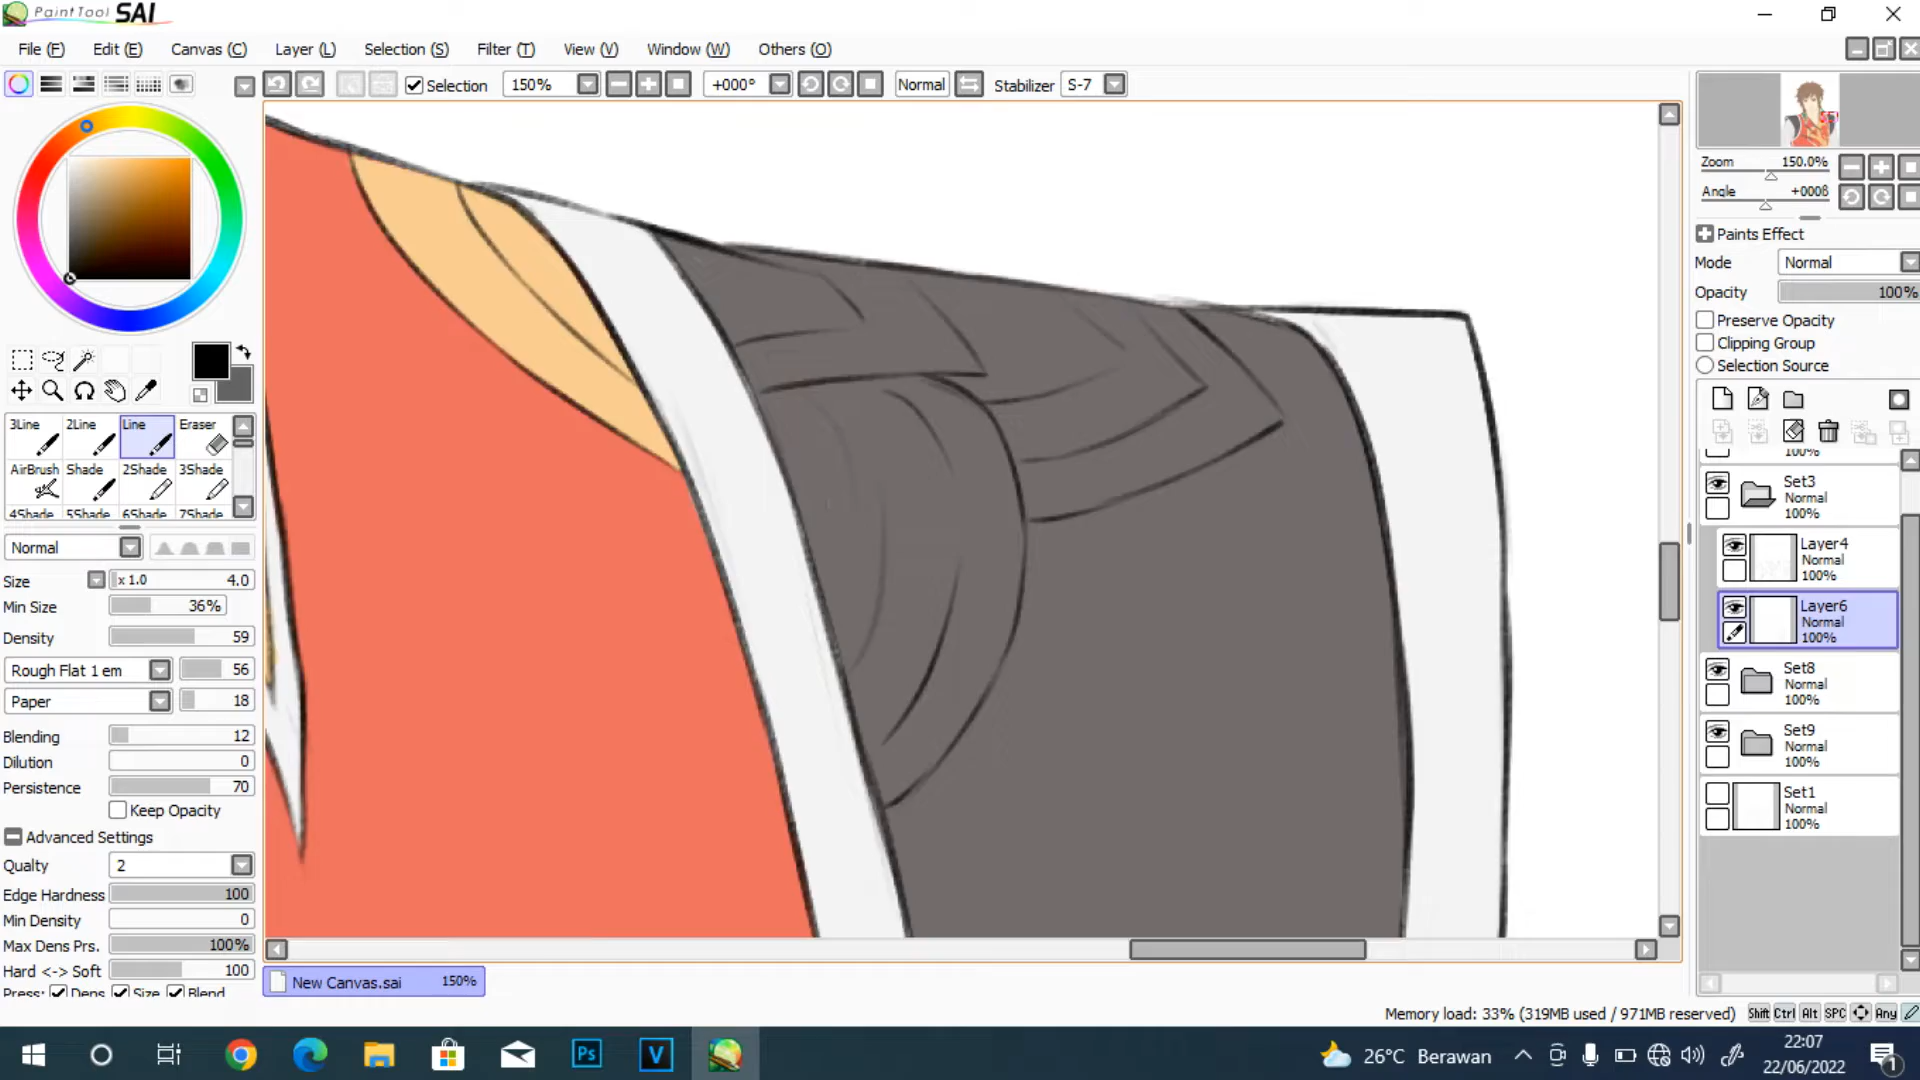 PaintTool SAI
File (F) Edit (E) Canvas (C) Layer (L) Selection (S) Filter (T) View (V) Window (W) Others (O)
Selection 150% +000° Normal Stabilizer S-7
Zoom 150.0%
Angle +000ß
Paints Effect
Mode Normal
Opacity 100%
Preserve Opacity
Clipping Group
Selection Source
3Line 2Line Line Eraser
AirBrush Shade 2Shade 3Shade
4Shade 5Shade 6Shade 7Shade
Normal
Size x 1.0 4.0
Min Size 36%
Density 59
Rough Flat 1 em 56
Paper 18
Blending 12
Dilution 0
Persistence 70
Keep Opacity
Advanced Settings
Qualty 2
Edge Hardness 100
Min Density 0
Max Dens Prs. 100%
Hard <-> Soft 100
Press: Dens Size Blend
100%
Set3
Normal
100%
Layer4
Normal
100%
Layer6
Normal
100%
Set8
Normal
100%
Set9
Normal
100%
Set1
Normal
100%
New Canvas.sai 150%
Memory load: 33% (319MB used / 971MB reserved) Shift Ctrl Alt SPC Any
Ps V 26°C Berawan
22:07
22/06/2022
1